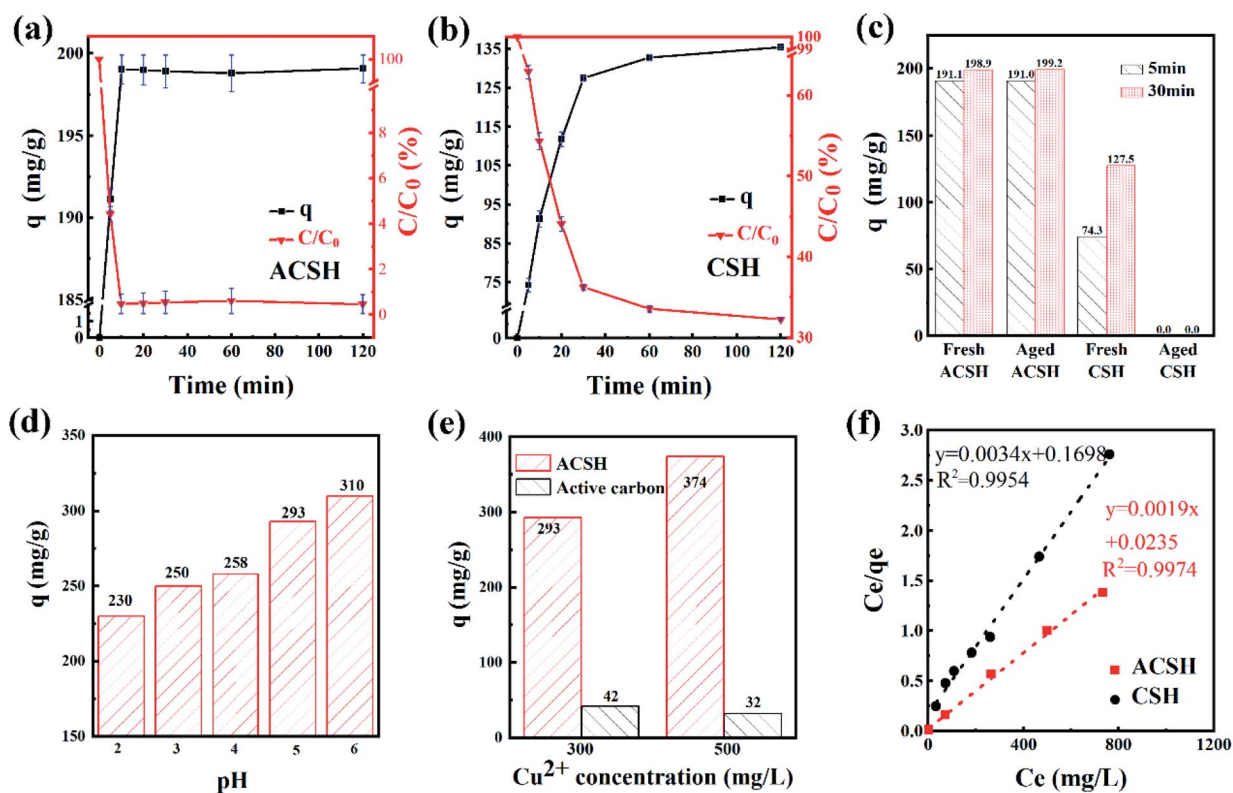 (a)
200
195
190
185
1
0
q (mg/g)
100
8
6
4
2
0
C/C0 (%)
q
C/C0
ACSH
0 20 40 60 80 100 120
Time (min)
(b)
135
120
105
90
75
0
q (mg/g)
100
99
60
50
40
30
C/C0 (%)
q
C/C0
CSH
0 20 40 60 80 100 120
Time (min)
(c)
200
150
100
50
0
q (mg/g)
5min
30min
191.1 198.9 191.0 199.2 74.3 127.5 0.0 0.0
Fresh Aged Fresh Aged
ACSH ACSH CSH CSH
(d)
350
300
250
200
150
q (mg/g)
230 250 258 293 310
2 3 4 5 6
pH
(e)
400
300
200
100
0
q (mg/g)
ACSH
Active carbon
293 42 374 32
300 500
Cu2+ concentration (mg/L)
(f)
3.0
2.5
2.0
1.5
1.0
0.5
0.0
Ce/qe
y=0.0034x+0.1698
R2=0.9954
y=0.0019x
+0.0235
R2=0.9974
ACSH
CSH
0 400 800 1200
Ce (mg/L)